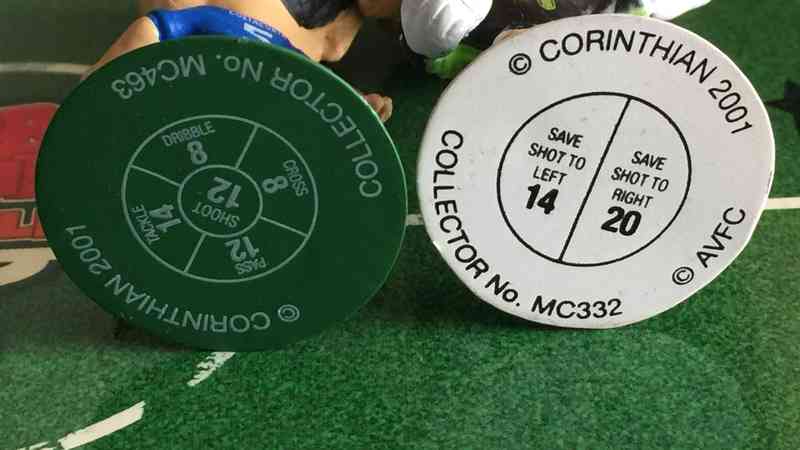 COLLECTOR No. MC463
DRIBBLE
8
CROSS
8
SHOOT
12
TACKLE
14
PASS
12
© CORINTHIAN 2001
© CORINTHIAN 2001
SAVE
SHOT TO
LEFT
14
SAVE
SHOT TO
RIGHT
20
© AVFC
COLLECTOR No. MC332